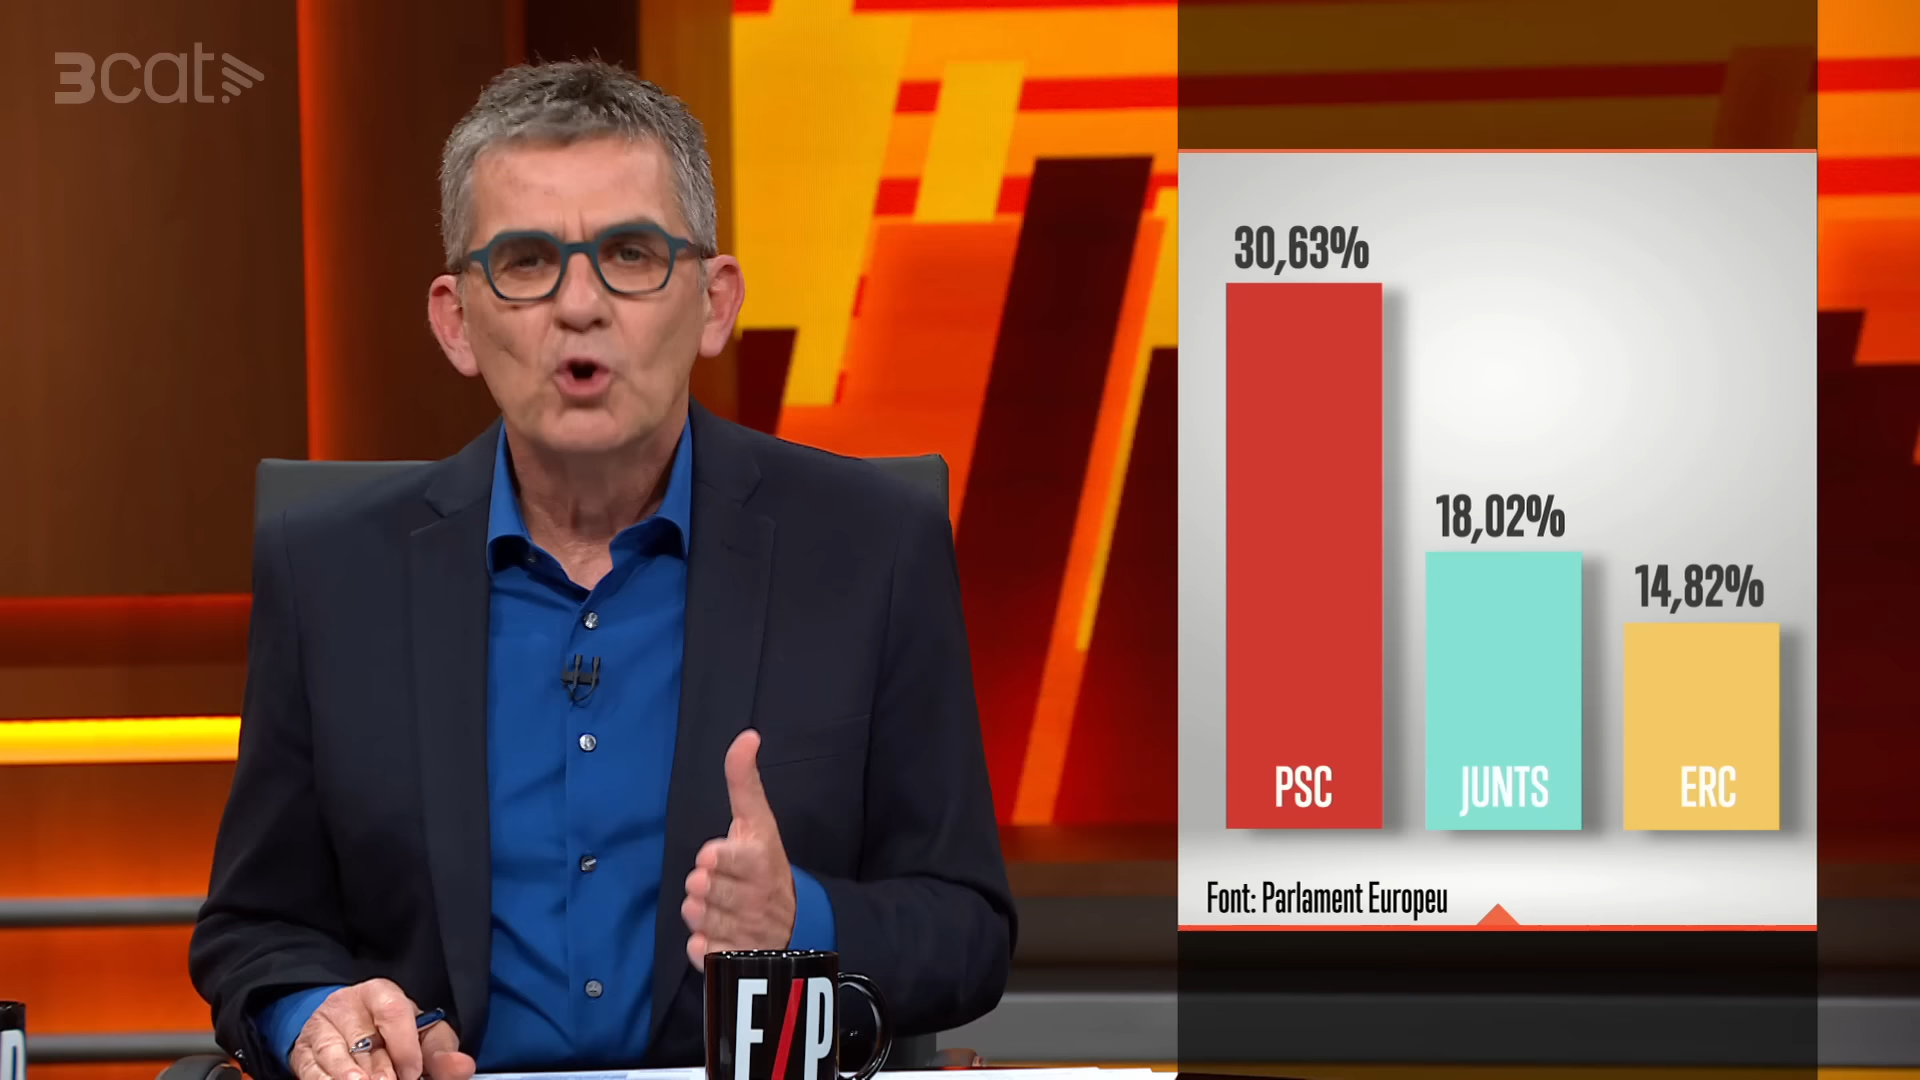 3cat
30,63%
18,02%
14,82%
PSC
JUNTS
ERC
Font: Parlament Europeu
F/P